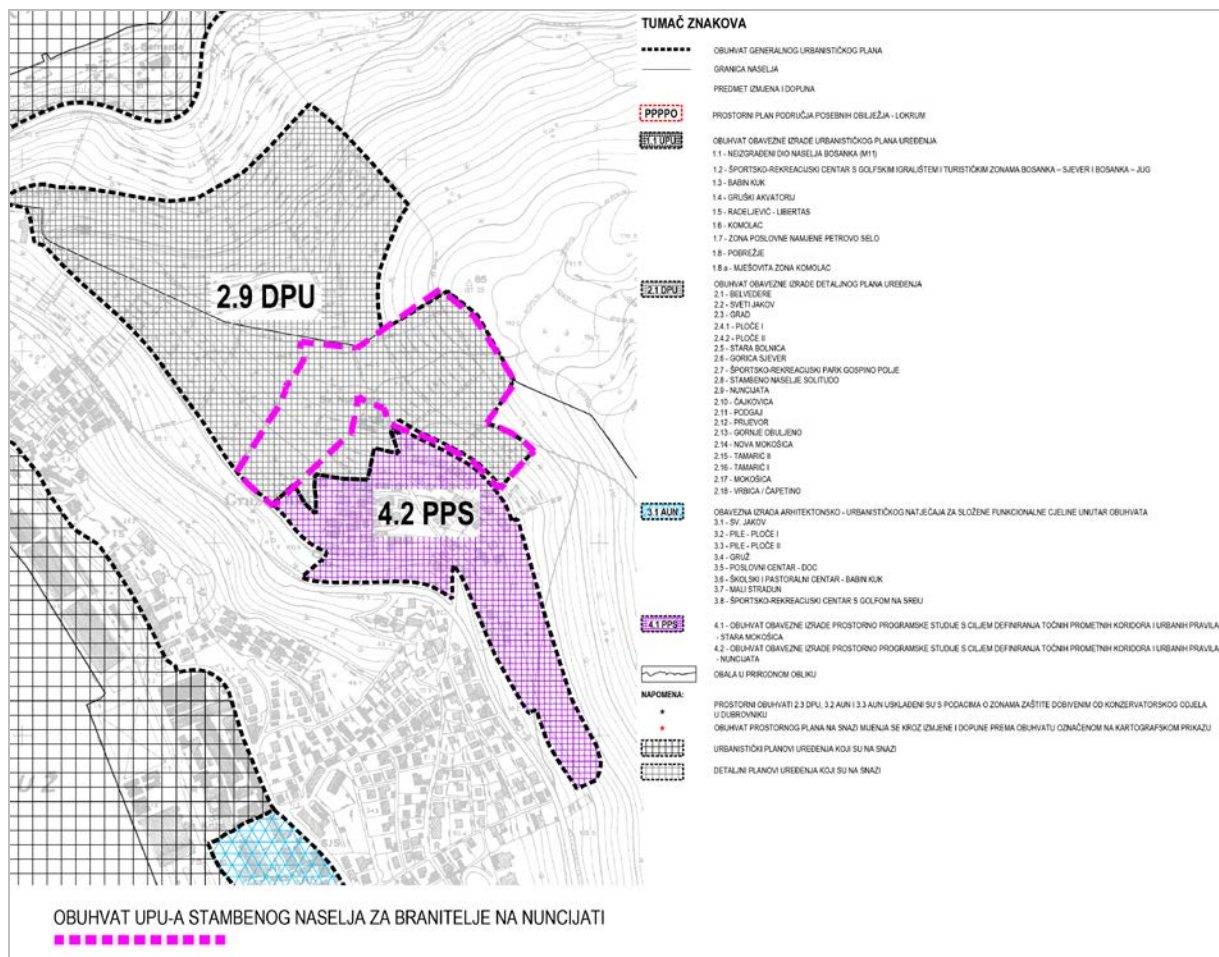 TUMAČ ZNAKOVA
OBUHVAT GENERALNOG URBANISTIČKOG PLANA
GRANICA NASELJA
PREDMET IZMJENA I DOPUNA
PPPPO
PROSTORNI PLAN PODRUČJA POSEBNIH OBILJEŽJA - LOKRUM
1.1 UPU
OBUHVAT OBAVEZNE IZRADE URBANISTIČKOG PLANA UREĐENJA
1.1 - NEIZGRAĐENI DIO NASELJA BOSANKA (M11)
1.2 - ŠPORTSKO-REKREACIJSKI CENTAR S GOLFSKIM IGRALIŠTEM I TURISTIČKIM ZONAMA BOSANKA – SJEVER I BOSANKA – JUG
1.3 - BABIN KUK
1.4 - GRUŠKI AKVATORIJ
1.5 - RADELJEVIĆ - LIBERTAS
1.6 - KOMOLAC
1.7 - ZONA POSLOVNE NAMJENE PETROVO SELO
1.8 - POBREŽJE
1.8 a - MJEŠOVITA ZONA KOMOLAC
2.1 DPU
OBUHVAT OBAVEZNE IZRADE DETALJNOG PLANA UREĐENJA
2.1 - BELVEDERE
2.2 - SVETI JAKOV
2.3 - GRAD
2.4.1 - PLOČE I
2.4.2 - PLOČE II
2.5 - STARA BOLNICA
2.6 - GORICA SJEVER
2.7 - ŠPORTSKO-REKREACIJSKI PARK GOSPINO POLJE
2.8 - STAMBENO NASELJE SOLITUDO
2.9 - NUNCIJATA
2.10 - ČAJKOVICA
2.11 - PODGAJ
2.12 - PRIJEVOR
2.13 - GORNJE OBULJENO
2.14 - NOVA MOKOŠICA
2.15 - TAMARIĆ II
2.16 - TAMARIĆ I
2.17 - MOKOŠICA
2.18 - VRBICA / ČAPETINO
3.1 AUN
OBAVEZNA IZRADA ARHITEKTONSKO - URBANISTIČKOG NATJEČAJA ZA SLOŽENE FUNKCIONALNE CJELINE UNUTAR OBUHVATA
3.1 - SV. JAKOV
3.2 - PILE - PLOČE I
3.3 - PILE - PLOČE II
3.4 - GRUŽ
3.5 - POSLOVNI CENTAR - DOC
3.6 - ŠKOLSKI I PASTORALNI CENTAR - BABIN KUK
3.7 - MALI STRADUN
3.8 - ŠPORTSKO-REKREACIJSKI CENTAR S GOLFOM NA SRĐU
4.1 PPS
4.1 - OBUHVAT OBAVEZNE IZRADE PROSTORNO PROGRAMSKE STUDIJE S CILJEM DEFINIRANJA TOČNIH PROMETNIH KORIDORA I URBANIH PRAVILA
- STARA MOKOŠICA
4.2 - OBUHVAT OBAVEZNE IZRADE PROSTORNO PROGRAMSKE STUDIJE S CILJEM DEFINIRANJA TOČNIH PROMETNIH KORIDORA I URBANIH PRAVILA
- NUNCIJATA
OBALA U PRIRODNOM OBLIKU
NAPOMENA:
PROSTORNI OBUHVATI 2.3 DPU, 3.2 AUN I 3.3 AUN USKLAĐENI SU S PODACIMA O ZONAMA ZAŠTITE DOBIVENIM OD KONZERVATORSKOG ODJELA
U DUBROVNIKU
OBUHVAT PROSTORNOG PLANA NA SNAZI MIJENJA SE KROZ IZMJENE I DOPUNE PREMA OBUHVATU OZNAČENOM NA KARTOGRAFSKOM PRIKAZU
URBANISTIČKI PLANOVI UREĐENJA KOJI SU NA SNAZI
DETALJNI PLANOVI UREĐENJA KOJI SU NA SNAZI
2.9 DPU
4.2 PPS
UZ
OBUHVAT UPU-A STAMBENOG NASELJA ZA BRANITELJE NA NUNCIJATI